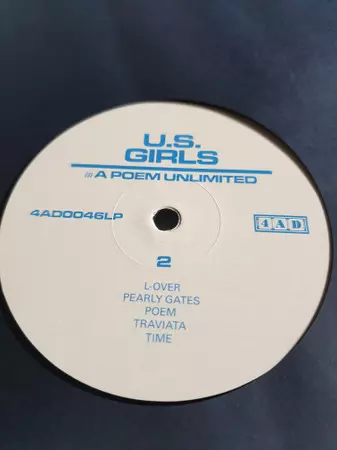 U.S.
GIRLS
IN A POEM UNLIMITED
4AD0046LP
4AD
2
L-OVER
PEARLY GATES
POEM
TRAVIATA
TIME